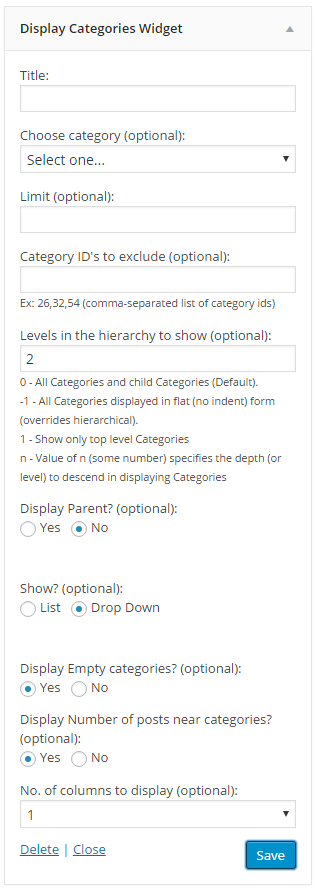 Display Categories Widget
Title:
Choose category (optional):
Select one...
Limit (optional):
Category ID's to exclude (optional):
Ex: 26,32,54 (comma-separated list of category ids)
Levels in the hierarchy to show (optional):
2
0 - All Categories and child Categories (Default).
-1 - All Categories displayed in flat (no indent) form
(overrides hierarchical).
1 - Show only top level Categories
n - Value of n (some number) specifies the depth (or
level) to descend in displaying Categories
Display Parent? (optional):
Yes No
Show? (optional):
List Drop Down
Display Empty categories? (optional):
Yes No
Display Number of posts near categories?
(optional):
Yes No
No. of columns to display (optional):
1
Delete | Close Save